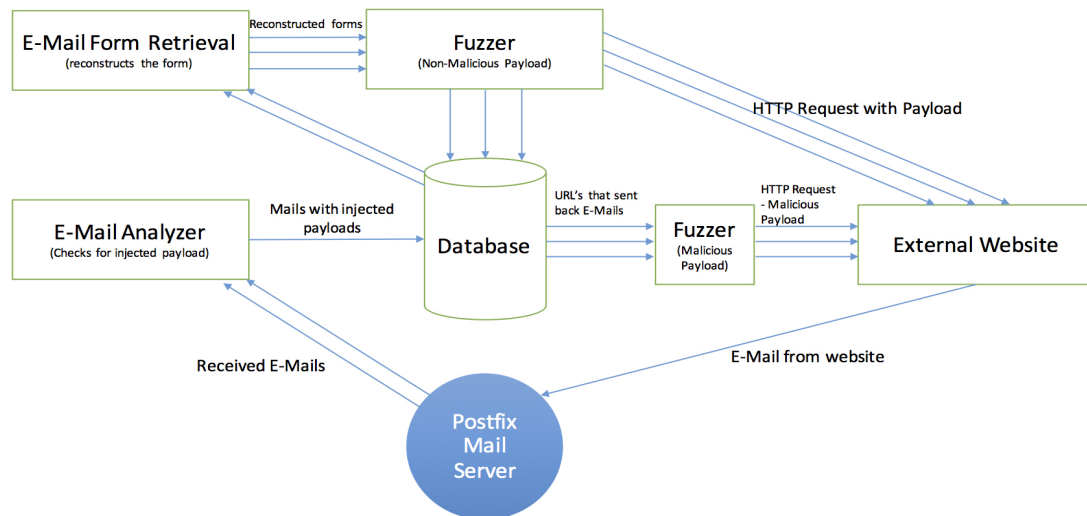 E-Mail Form Retrieval
(reconstructs the form)
Reconstructed forms
Fuzzer
(Non-Malicious Payload)
HTTP Request with Payload
E-Mail Analyzer
(Checks for injected payload)
Mails with injected
payloads
Database
URL's that sent
back E-Mails
Fuzzer
(Malicious
Payload)
HTTP Request
- Malicious
Payload
External Website
Received E-Mails
E-Mail from website
Postfix
Mail
Server